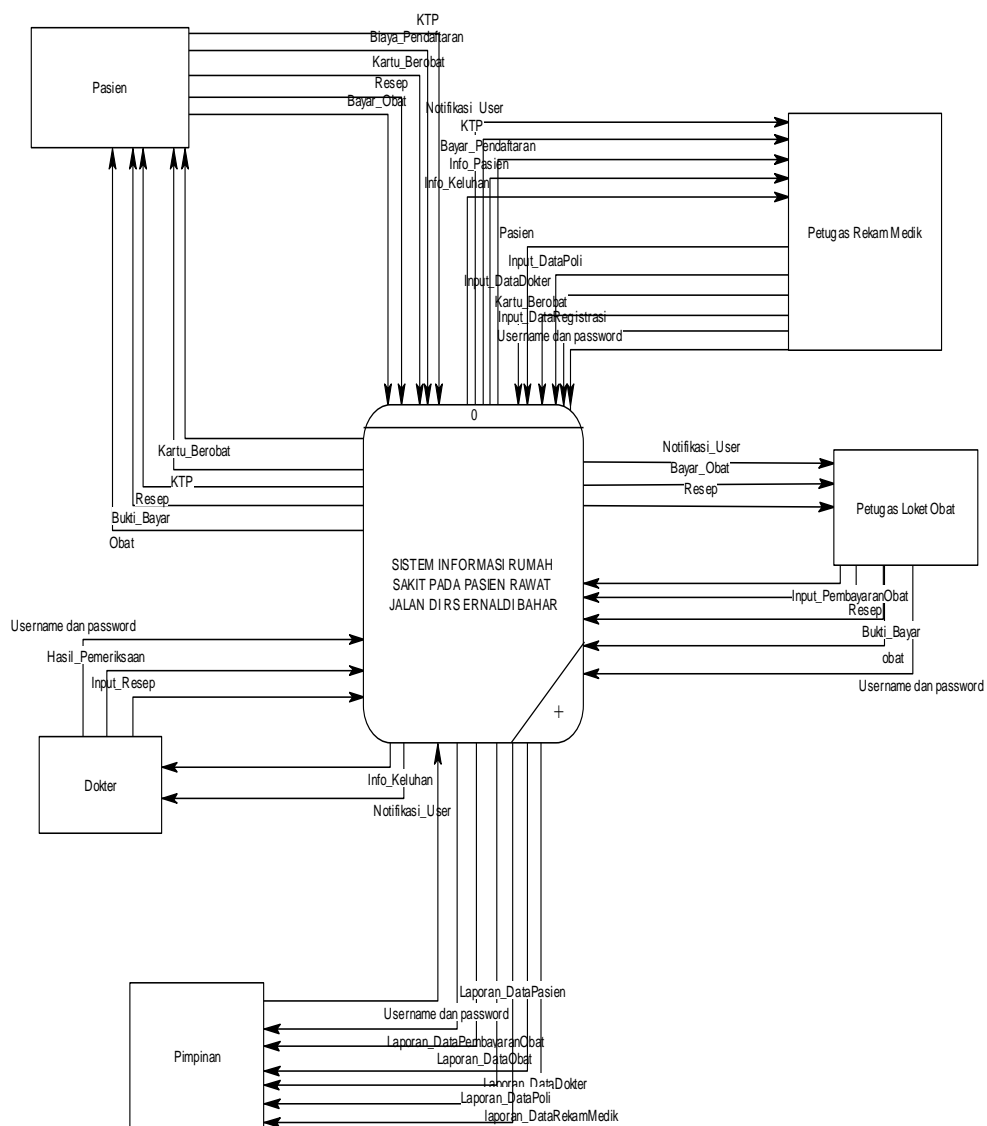 KTP
Biaya_Pendaftaran
Kartu_Berobat
Resep
Bayar_Obat
Pasien
Notifikasi_User
KTP
Bayar_Pendaftaran
Info_Pasien
Info_Keluhan
Petugas Rekam Medik
Pasien
Input_DataPoli
Input_DataDokter
Kartu_Berobat
Input_DataRegistrasi
Username dan password
0
Kartu_Berobat
KTP
Resep
Bukti_Bayar
Obat
Notifikasi_User
Bayar_Obat
Resep
Petugas Loket Obat
SISTEM INFORMASI RUMAH
SAKIT PADA PASIEN RAWAT
JALAN DI RS ERNALDI BAHAR
Input_PembayaranObat
Resep
Bukti_Bayar
obat
Username dan password
Username dan password
Hasil_Pemeriksaan
Input_Resep
+
Dokter
Info_Keluhan
Notifikasi_User
Laporan_DataPasien
Username dan password
Laporan_DataPembayaranObat
Laporan_DataObat
Laporan_DataDokter
Laporan_DataPoli
laporan_DataRekamMedik
Pimpinan